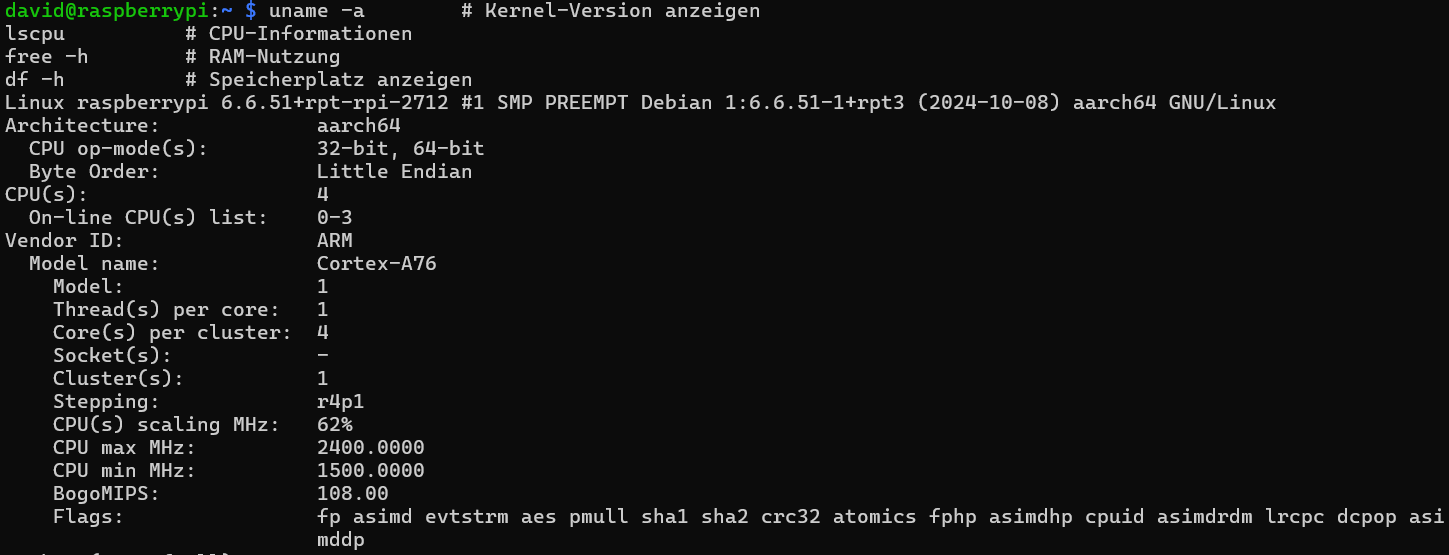 david@raspberrypi:~ $ uname -a        # Kernel-Version anzeigen
lscpu          # CPU-Informationen
free -h        # RAM-Nutzung
df -h          # Speicherplatz anzeigen
Linux raspberrypi 6.6.51+rpt-rpi-2712 #1 SMP PREEMPT Debian 1:6.6.51-1+rpt3 (2024-10-08) aarch64 GNU/Linux
Architecture:             aarch64
  CPU op-mode(s):         32-bit, 64-bit
  Byte Order:             Little Endian
CPU(s):                   4
  On-line CPU(s) list:    0-3
Vendor ID:                ARM
  Model name:             Cortex-A76
    Model:                1
    Thread(s) per core:   1
    Core(s) per cluster:  4
    Socket(s):            -
    Cluster(s):           1
    Stepping:             r4p1
    CPU(s) scaling MHz:   62%
    CPU max MHz:          2400.0000
    CPU min MHz:          1500.0000
    BogoMIPS:             108.00
    Flags:                fp asimd evtstrm aes pmull sha1 sha2 crc32 atomics fphp asimdhp cpuid asimdrdm lrcpc dcpop asi
                          mddp